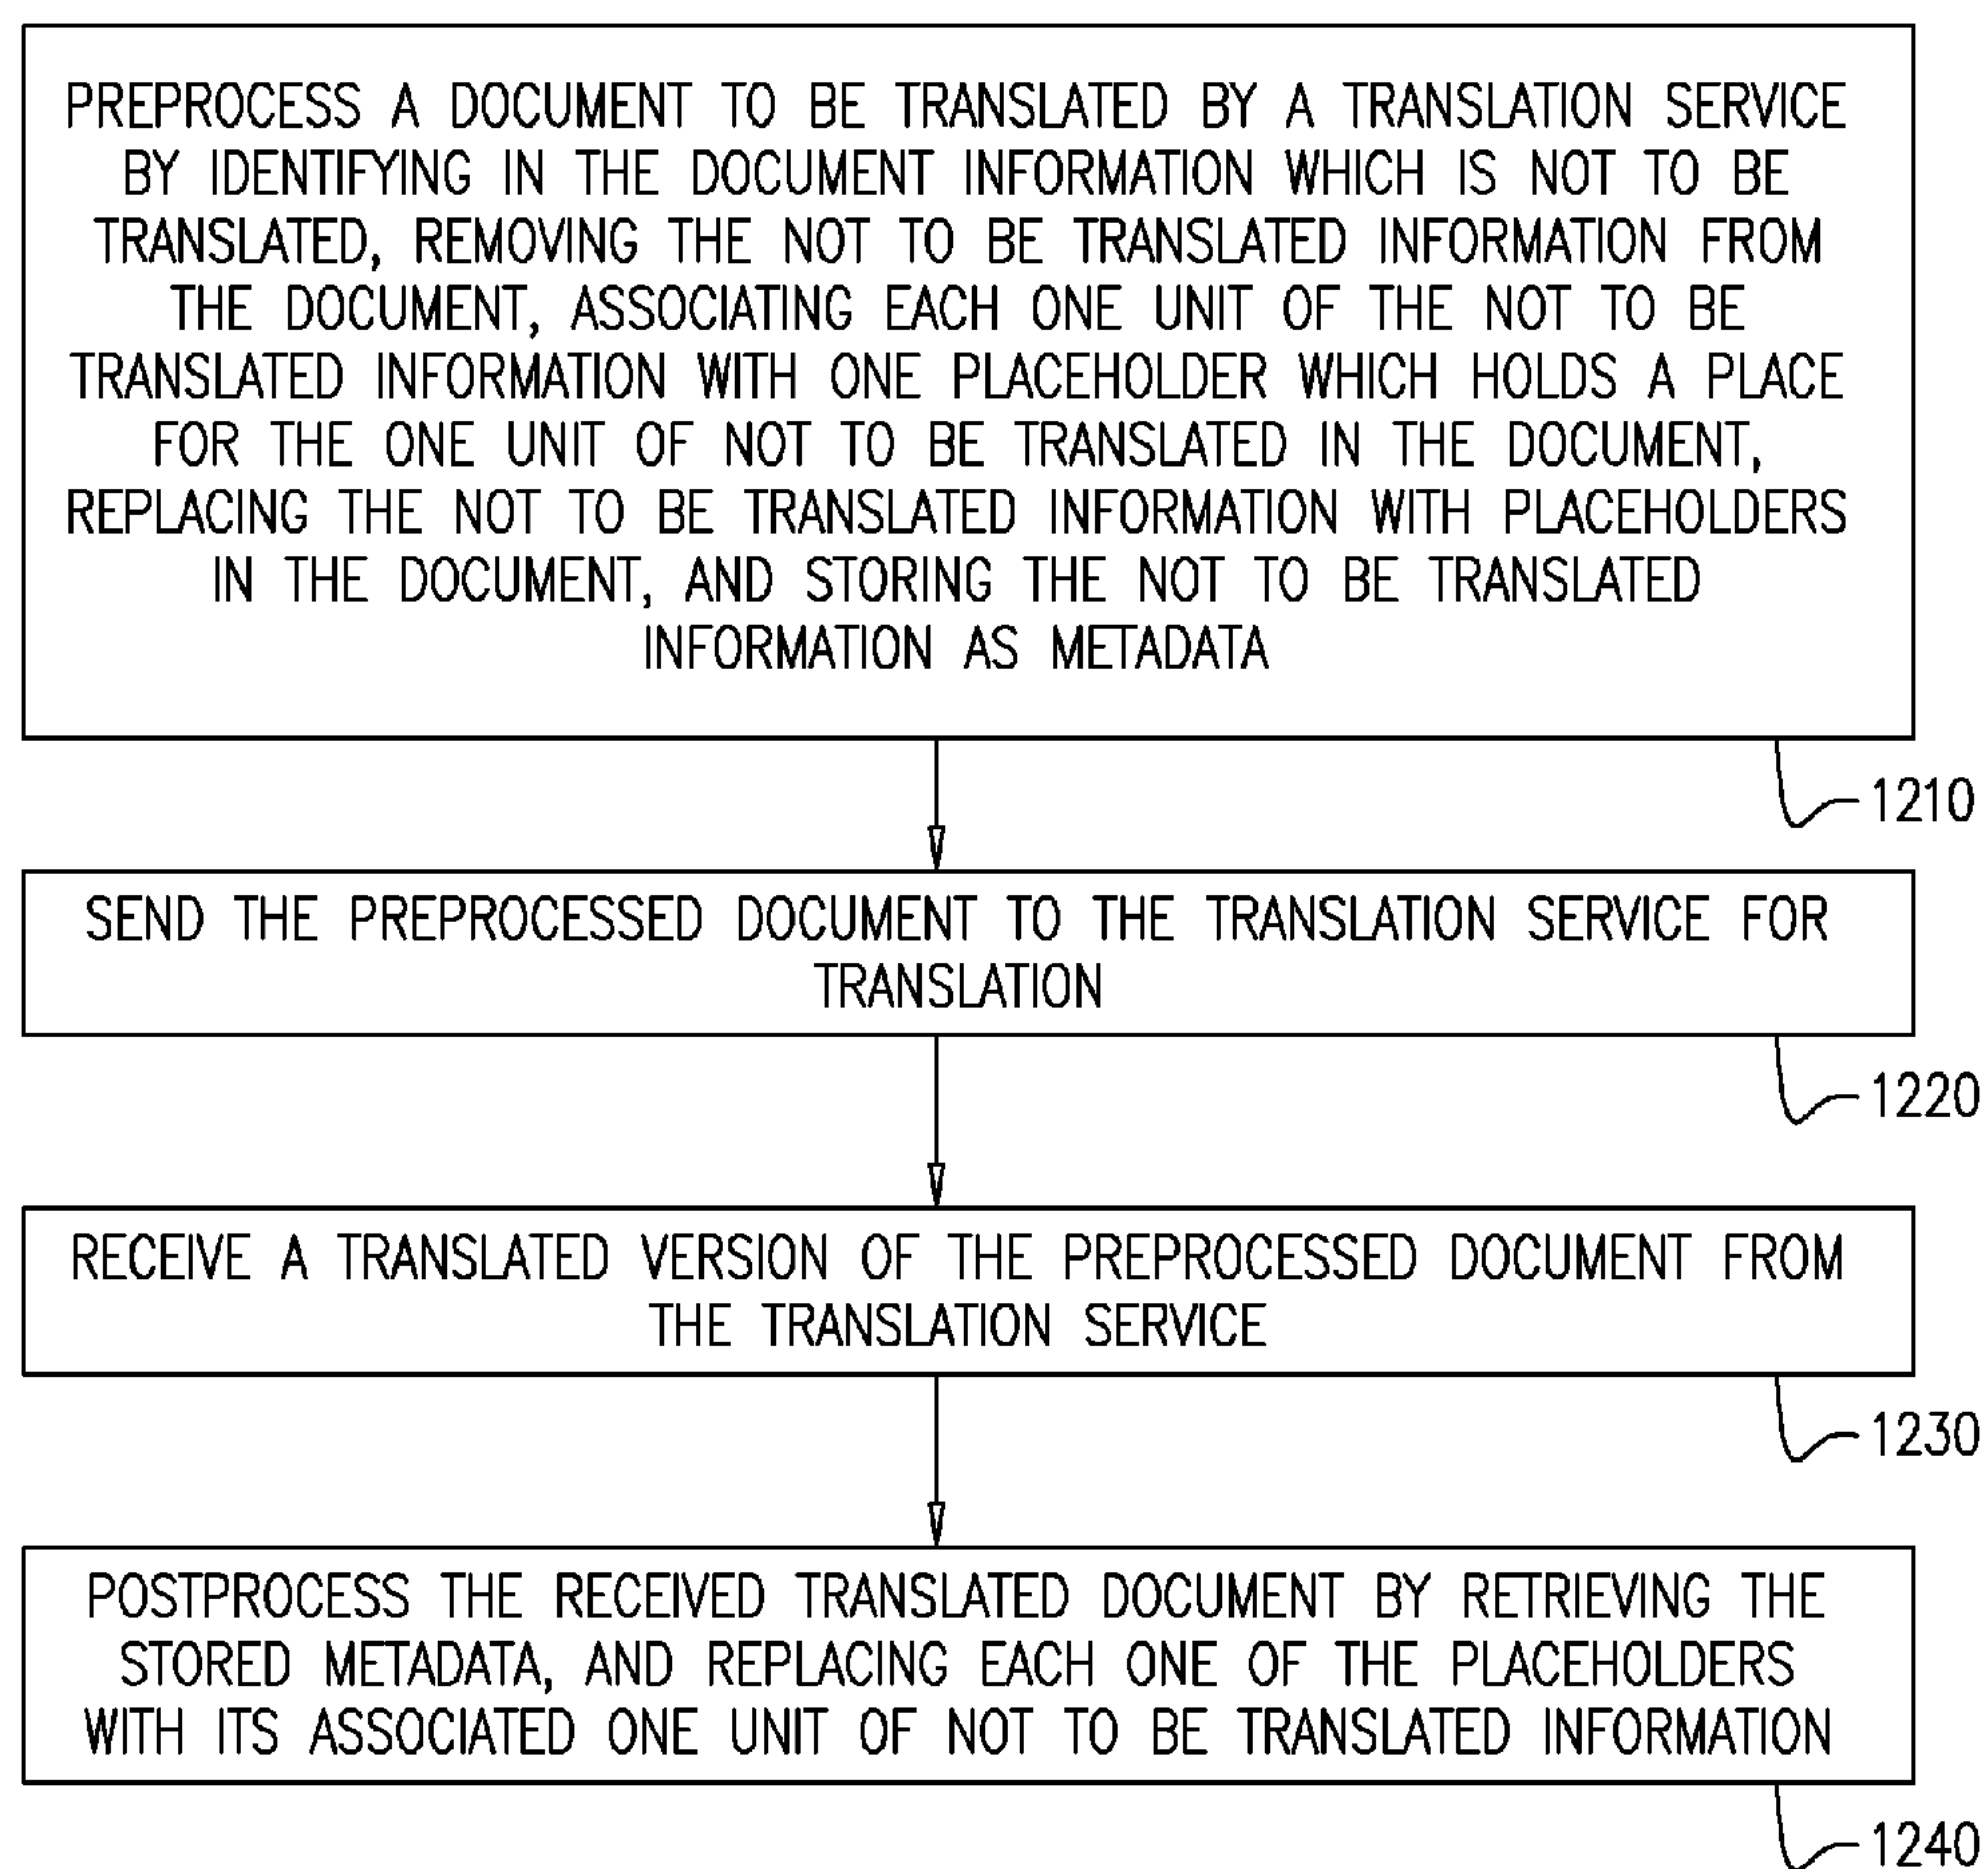 PREPROCESS A DOCUMENT TO BE TRANSLATED BY A TRANSLATION SERVICE
BY IDENTIFYING IN THE DOCUMENT INFORMATION WHICH IS NOT TO BE
TRANSLATED, REMOVING THE NOT TO BE TRANSLATED INFORMATION FROM
THE DOCUMENT, ASSOCIATING EACH ONE UNIT OF THE NOT TO BE
TRANSLATED INFORMATION WITH ONE PLACEHOLDER WHICH HOLDS A PLACE
FOR THE ONE UNIT OF NOT TO BE TRANSLATED IN THE DOCUMENT,
REPLACING THE NOT TO BE TRANSLATED INFORMATION WITH PLACEHOLDERS
IN THE DOCUMENT, AND STORING THE NOT TO BE TRANSLATED
INFORMATION AS METADATA
1210
SEND THE PREPROCESSED DOCUMENT TO THE TRANSLATION SERVICE FOR
TRANSLATION
1220
RECEIVE A TRANSLATED VERSION OF THE PREPROCESSED DOCUMENT FROM
THE TRANSLATION SERVICE
1230
POSTPROCESS THE RECEIVED TRANSLATED DOCUMENT BY RETRIEVING THE
STORED METADATA, AND REPLACING EACH ONE OF THE PLACEHOLDERS
WITH ITS ASSOCIATED ONE UNIT OF NOT TO BE TRANSLATED INFORMATION
1240